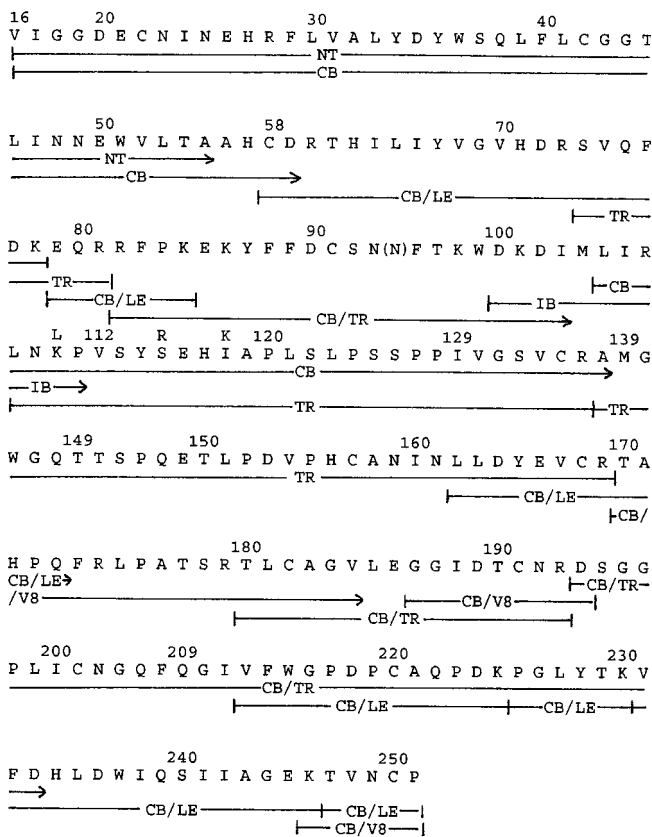 16 20 30 40
V I G G D E C N I N E H R F L V A L Y D Y W S Q L F L C G G T
NT
CB
50 58 70
L I N N E W V L T A A H C D R T H I L I Y V G V H D R S V Q F
NT
CB
CB/LE
TR
80 90 100
D K E Q R R F P K E K Y F F D C S N (N) F T K W D K D I M L I R
TR
CB/LE
CB/TR
IB
CB
L 112 R K 120 129 139
L N K P V S Y S E H I A P L S L P S S P P I V G S V C R A M G
IB
CB
TR
TR
149 150 160 170
W G Q T T S P Q E T L P D V P H C A N I N L L D Y E V C R T A
TR
CB/LE
CB/
180 190
H P Q F R L P A T S R T L C A G V L E G G I D T C N R D S G G
CB/LE
/V8
CB/V8
CB/TR
CB/TR
200 209 220 230
P L I C N G Q F Q G I V F W G P D P C A Q P D K P G L Y T K V
CB/TR
CB/LE
CB/LE
240 250
F D H L D W I Q S I I A G E K T V N C P
CB/LE
CB/LE
CB/V8